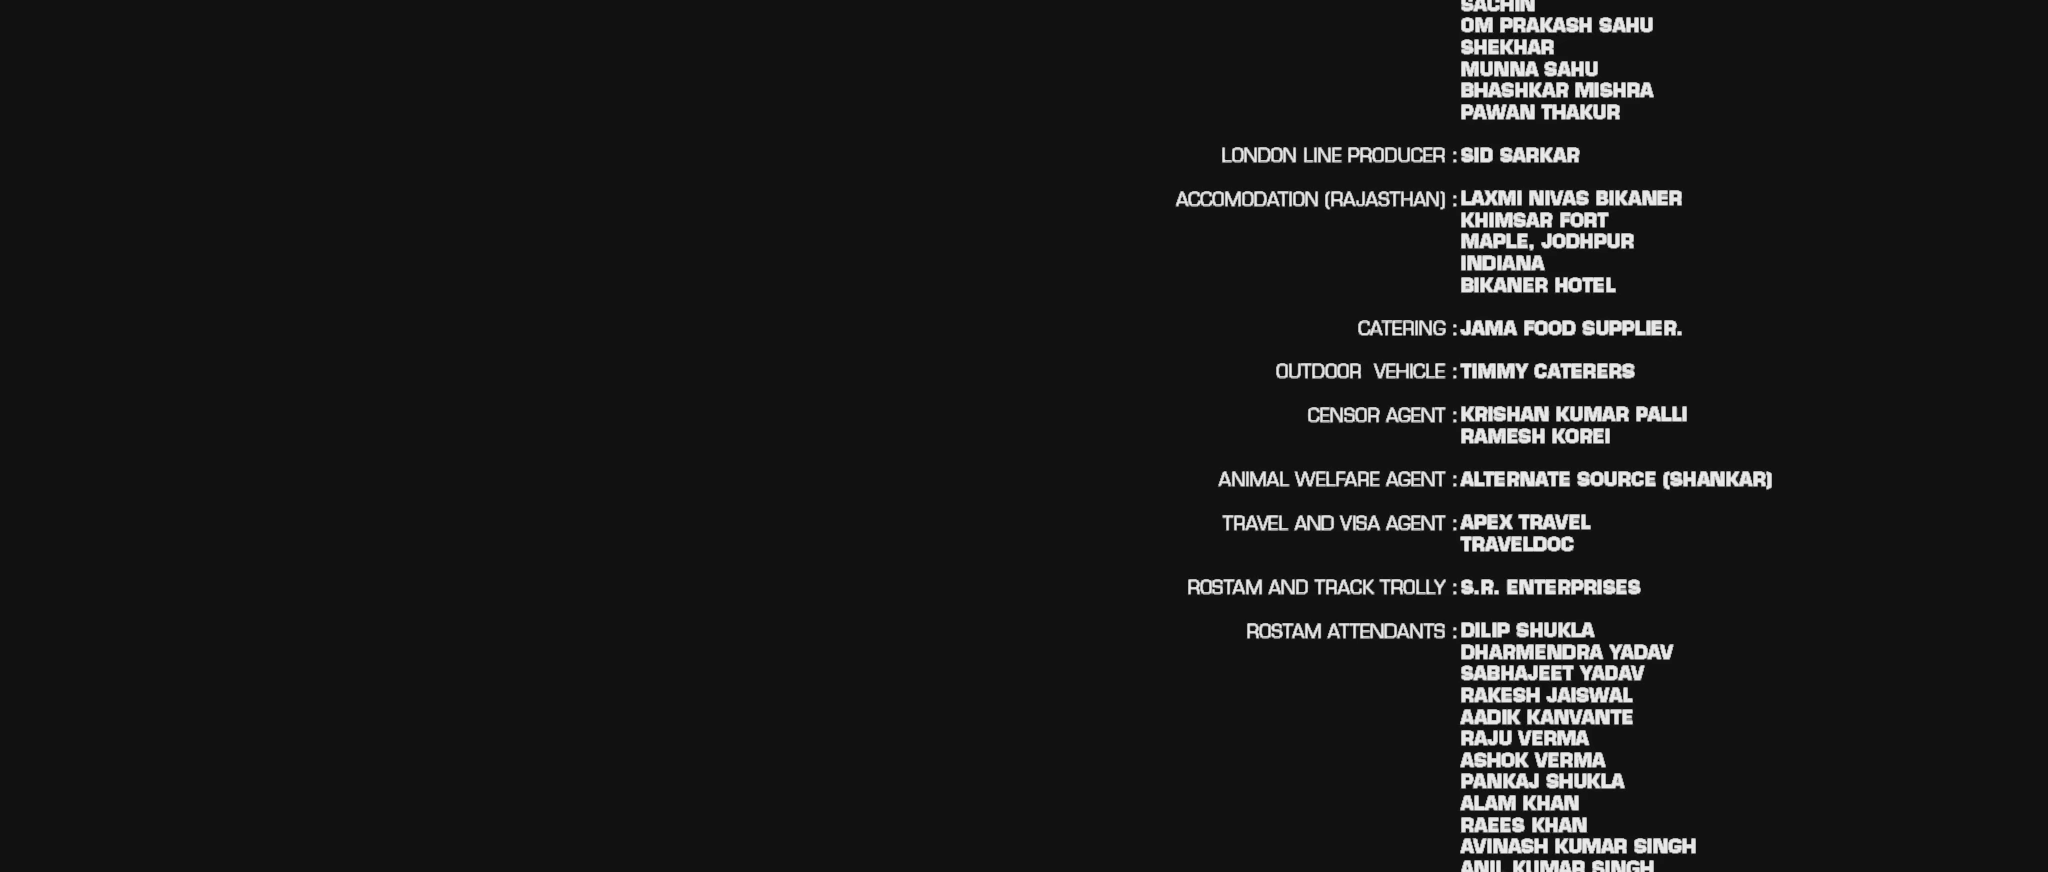 SACHIN
OM PRAKASH SAHU
SHEKHAR
MUNNA SAHU
BHASHKAR MISHRA
PAWAN THAKUR
LONDON LINE PRODUCER : SID SARKAR
ACCOMODATION (RAJASTHAN) : LAXMI NIVAS BIKANER
KHIMSAR FORT
MAPLE, JODHPUR
INDIANA
BIKANER HOTEL
CATERING : JAMA FOOD SUPPLIER.
OUTDOOR VEHICLE : TIMMY CATERERS
CENSOR AGENT : KRISHAN KUMAR PALLI
RAMESH KOREI
ANIMAL WELFARE AGENT : ALTERNATE SOURCE (SHANKAR)
TRAVEL AND VISA AGENT : APEX TRAVEL
TRAVELDOC
ROSTAM AND TRACK TROLLY : S.R. ENTERPRISES
ROSTAM ATTENDANTS : DILIP SHUKLA
DHARMENDRA YADAV
SABHAJEET YADAV
RAKESH JAISWAL
AADIK KANVANTE
RAJU VERMA
ASHOK VERMA
PANKAJ SHUKLA
ALAM KHAN
RAEES KHAN
AVINASH KUMAR SINGH
ANIL KUMAR SINGH